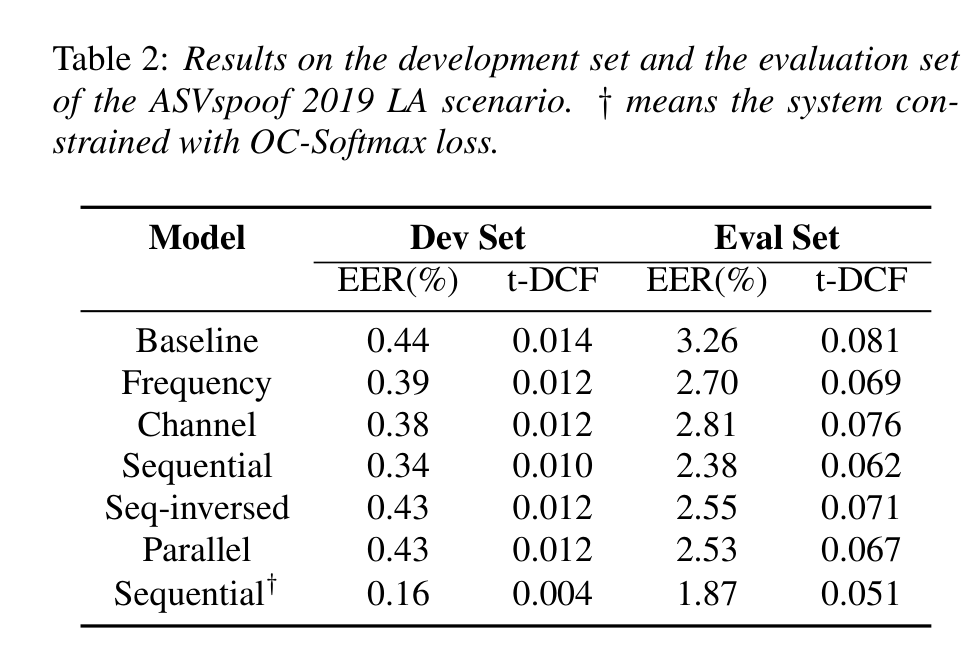 Table 2: Results on the development set and the evaluation set
of the ASVspoof 2019 LA scenario. † means the system con-
strained with OC-Softmax loss.
Model Dev Set Eval Set
EER(%) t-DCF EER(%) t-DCF
Baseline 0.44 0.014 3.26 0.081
Frequency 0.39 0.012 2.70 0.069
Channel 0.38 0.012 2.81 0.076
Sequential 0.34 0.010 2.38 0.062
Seq-inversed 0.43 0.012 2.55 0.071
Parallel 0.43 0.012 2.53 0.067
Sequential† 0.16 0.004 1.87 0.051